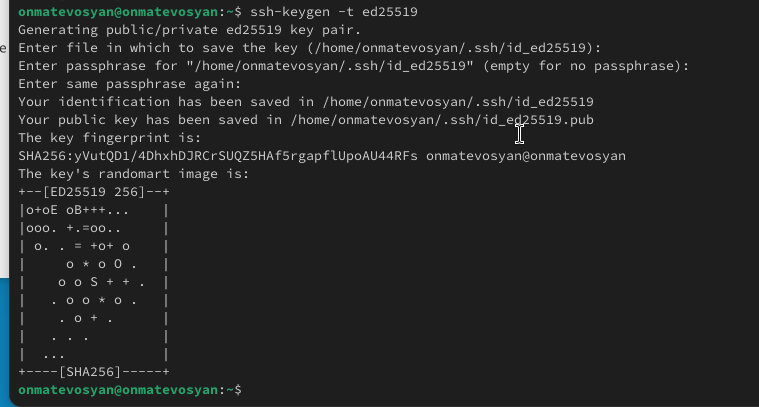 onmatevosyan@onmatevosyan:~$ ssh-keygen -t ed25519
Generating public/private ed25519 key pair.
e Enter file in which to save the key (/home/onmatevosyan/.ssh/id_ed25519):
Enter passphrase for "/home/onmatevosyan/.ssh/id_ed25519" (empty for no passphrase):
Enter same passphrase again:
Your identification has been saved in /home/onmatevosyan/.ssh/id_ed25519
Your public key has been saved in /home/onmatevosyan/.ssh/id_ed25519.pub
The key fingerprint is:
SHA256:yVutQD1/4DhxhDJRCrSUQZ5HAf5rgapflUpoAU44RFs onmatevosyan@onmatevosyan
The key's randomart image is:
+--[ED25519 256]--+
|o+oE oB+++...    |
|ooo. +.=oo..     |
| o. . = +o+ o    |
|     o * o O .   |
|    o o S + + .  |
|   . o o * o .   |
|    . o + .      |
|   . . .         |
|  ...            |
+----[SHA256]-----+
onmatevosyan@onmatevosyan:~$